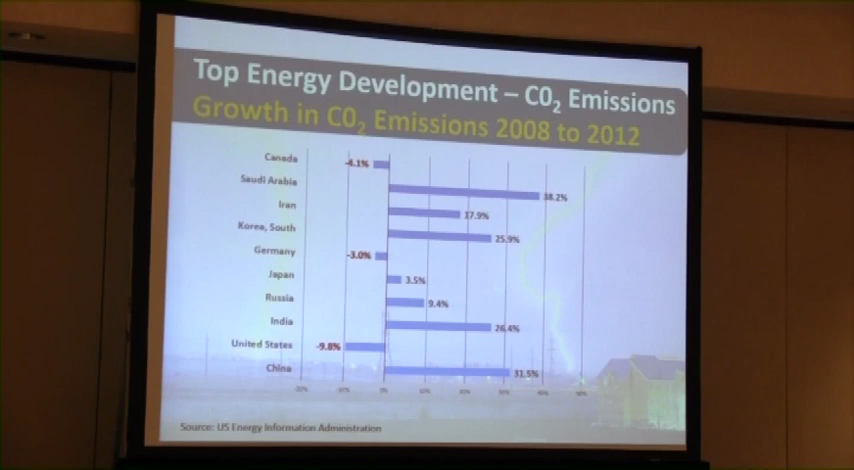 Top Energy Development – C0₂ Emissions
Growth in C0₂ Emissions 2008 to 2012
Canada -4.1%
Saudi Arabia 38.2%
Iran 17.9%
Korea, South 25.9%
Germany -3.0%
Japan 3.5%
Russia 9.4%
India 26.4%
United States -9.8%
China 31.5%
Source: US Energy Information Administration